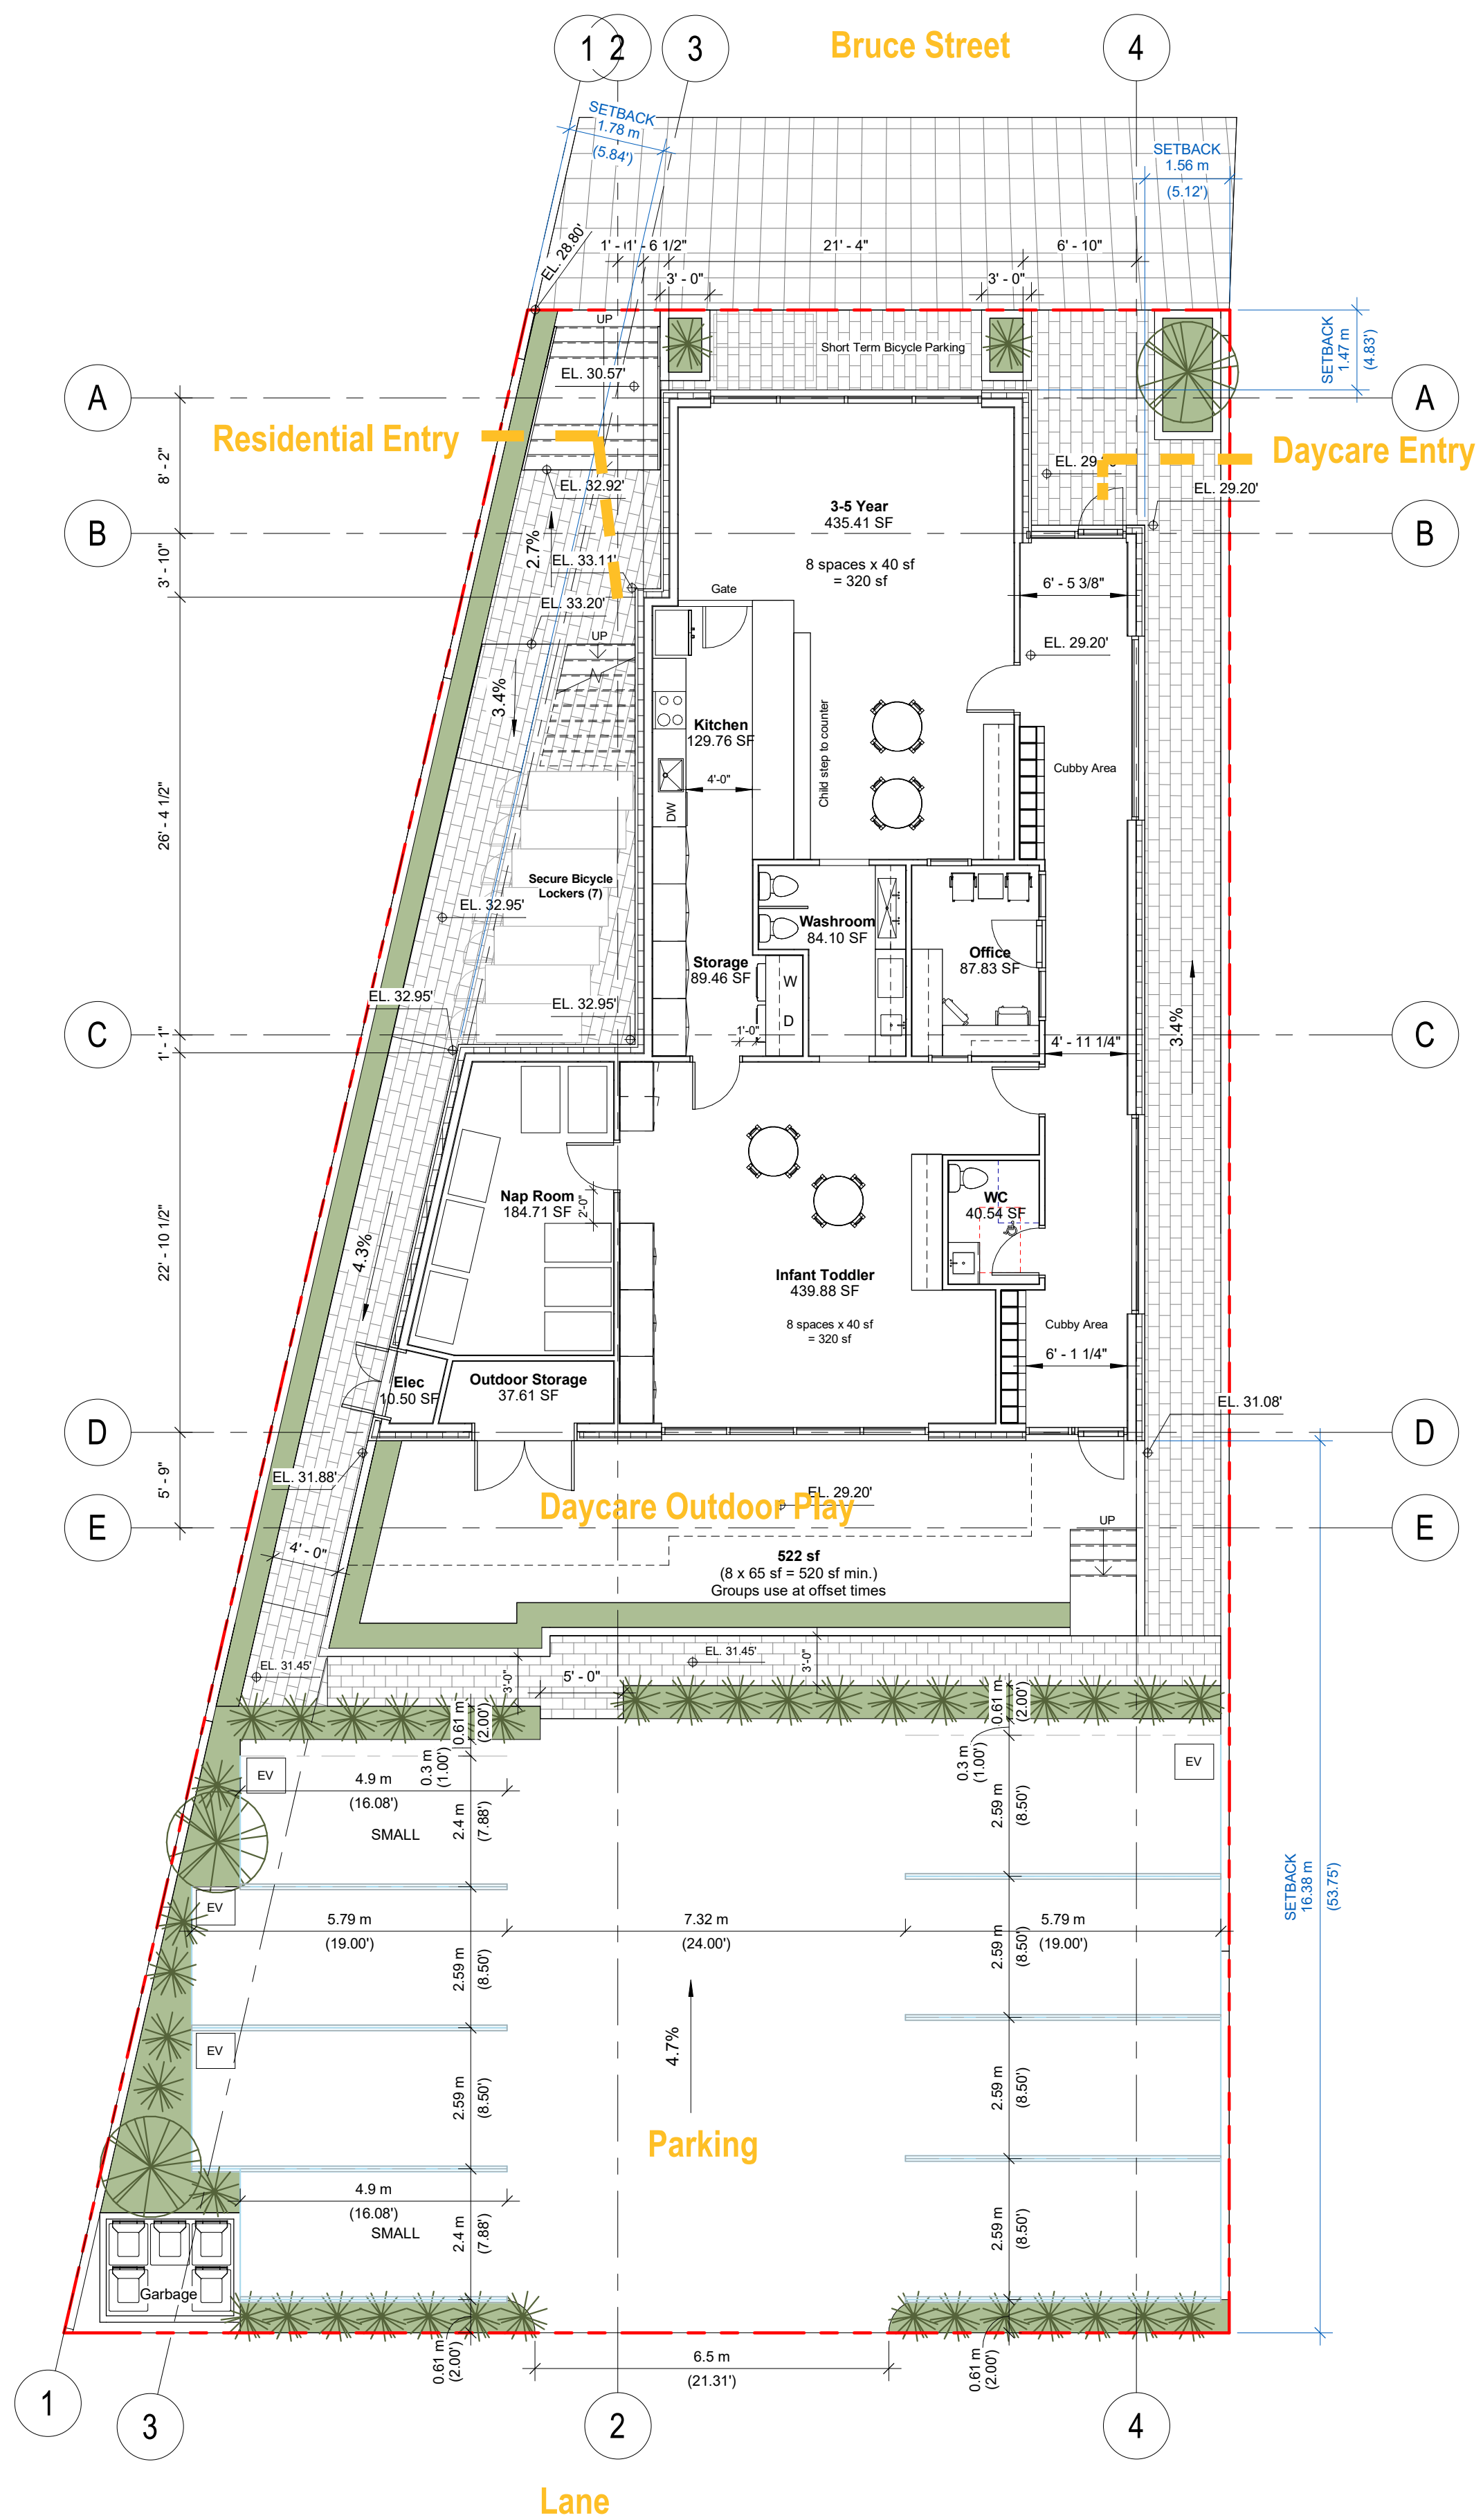 Bruce Street
1
2
3
4
SETBACK
1.78 m
(5.84')
SETBACK
1.56 m
(5.12')
EL. 28.80'
1' - 6 1/2"
21' - 4"
6' - 10"
3' - 0"
3' - 0"
UP
Short Term Bicycle Parking
SETBACK
1.47 m
(4.83')
EL. 30.57'
A
A
Residential Entry
Daycare Entry
8' - 2"
EL. 32.92'
EL. 29.20'
3-5 Year
435.41 SF
B
B
2.7%
3' - 10"
EL. 33.11'
8 spaces x 40 sf
= 320 sf
6' - 5 3/8"
Gate
EL. 33.20'
UP
EL. 29.20'
3.4%
Kitchen
129.76 SF
Child step to counter
Cubby Area
4'-0"
DW
26' - 4 1/2"
Secure Bicycle
Lockers (7)
EL. 32.95'
Washroom
84.10 SF
Office
87.83 SF
Storage
89.46 SF
W
D
EL. 32.95'
EL. 32.95'
1'-0"
C
C
1' - 1"
4' - 11 1/4"
3.4%
Nap Room
184.71 SF
2'-0"
WC
40.54 SF
22' - 10 1/2"
4.3%
Infant Toddler
439.88 SF
8 spaces x 40 sf
= 320 sf
Cubby Area
6' - 1 1/4"
Elec
10.50 SF
Outdoor Storage
37.61 SF
EL. 31.08'
D
D
EL. 31.88'
5' - 9"
EL. 29.20'
Daycare Outdoor Play
E
E
UP
4' - 0"
522 sf
(8 x 65 sf = 520 sf min.)
Groups use at offset times
EL. 31.45'
EL. 31.45'
3'-0"
3'-0"
5' - 0"
0.61 m
(2.00')
0.61 m
(2.00')
0.3 m
(1.00')
0.3 m
(1.00')
EV
EV
4.9 m
(16.08')
SMALL
2.4 m
(7.88')
2.59 m
(8.50')
SETBACK
16.38 m
(53.75')
EV
5.79 m
(19.00')
7.32 m
(24.00')
5.79 m
(19.00')
2.59 m
(8.50')
2.59 m
(8.50')
EV
4.7%
2.59 m
(8.50')
2.59 m
(8.50')
Parking
4.9 m
(16.08')
SMALL
2.4 m
(7.88')
2.59 m
(8.50')
Garbage
0.61 m
(2.00')
0.61 m
(2.00')
6.5 m
(21.31')
1
3
2
4
Lane